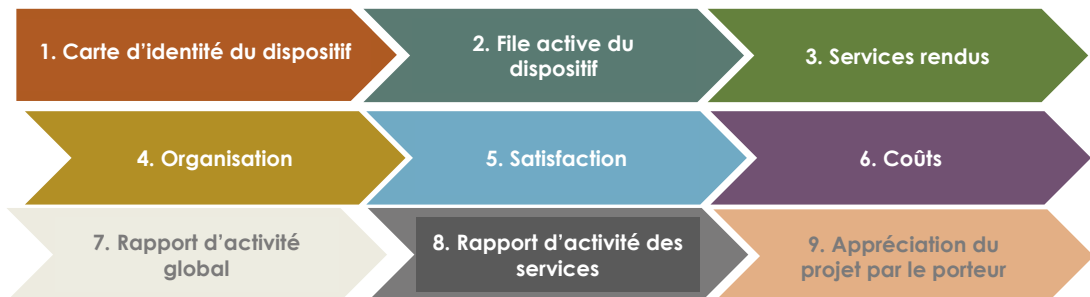 1. Carte d’identité du dispositif
2. File active du
dispositif
3. Services rendus
4. Organisation
5. Satisfaction
6. Coûts
7. Rapport d’activité
global
8. Rapport d’activité des
services
9. Appréciation du
projet par le porteur